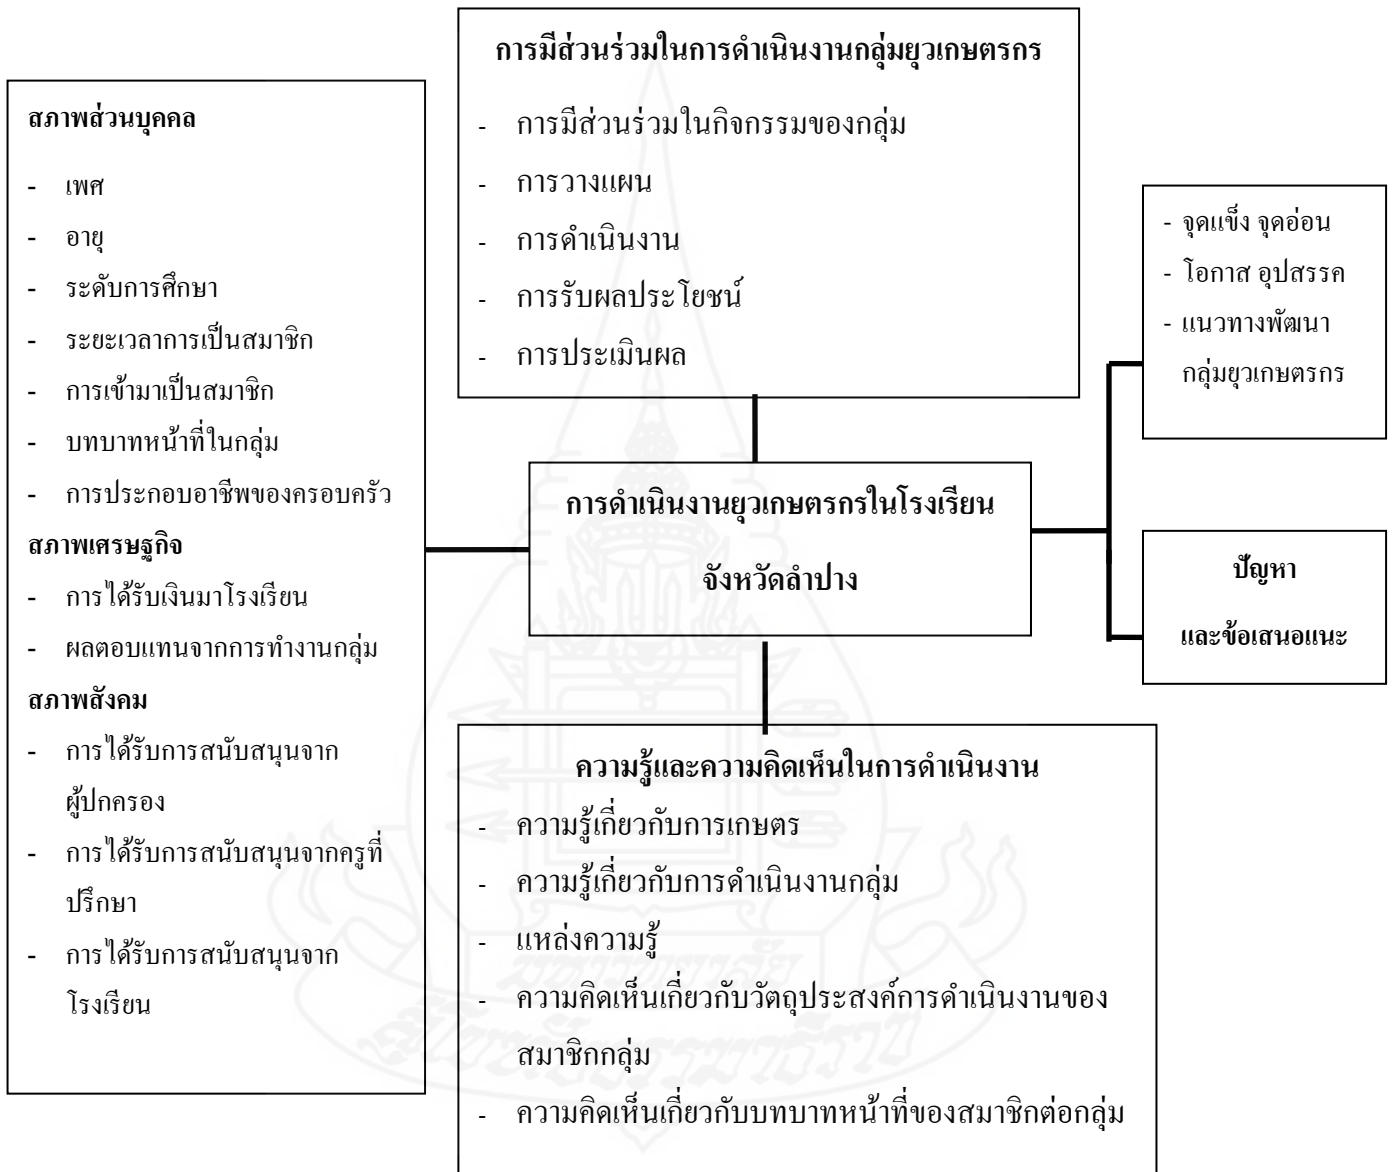 การมีส่วนร่วมในการดำเนินงานกลุ่มยุวเกษตรกร
- การมีส่วนร่วมในกิจกรรมของกลุ่ม
- การวางแผน
- การดำเนินงาน
- การรับผลประโยชน์
- การประเมินผล
สภาพส่วนบุคคล
- เพศ
- อายุ
- ระดับการศึกษา
- ระยะเวลาการเป็นสมาชิก
- การเข้ามาเป็นสมาชิก
- บทบาทหน้าที่ในกลุ่ม
- การประกอบอาชีพของครอบครัว
สภาพเศรษฐกิจ
- การได้รับเงินมาโรงเรียน
- ผลตอบแทนจากการทำงานกลุ่ม
สภาพสังคม
- การได้รับการสนับสนุนจาก
ผู้ปกครอง
- การได้รับการสนับสนุนจากครูที่
ปรึกษา
- การได้รับการสนับสนุนจาก
โรงเรียน
การดำเนินงานยุวเกษตรกรในโรงเรียน
จังหวัดลำปาง
- จุดแข็ง จุดอ่อน
- โอกาส อุปสรรค
- แนวทางพัฒนา
กลุ่มยุวเกษตรกร
ปัญหา
และข้อเสนอแนะ
ความรู้และความคิดเห็นในการดำเนินงาน
- ความรู้เกี่ยวกับการเกษตร
- ความรู้เกี่ยวกับการดำเนินงานกลุ่ม
- แหล่งความรู้
- ความคิดเห็นเกี่ยวกับวัตถุประสงค์การดำเนินงานของ
สมาชิกกลุ่ม
- ความคิดเห็นเกี่ยวกับบทบาทหน้าที่ของสมาชิกต่อกลุ่ม
มหาวิทยาลัย
สุโขทัยธรรมาธิราช